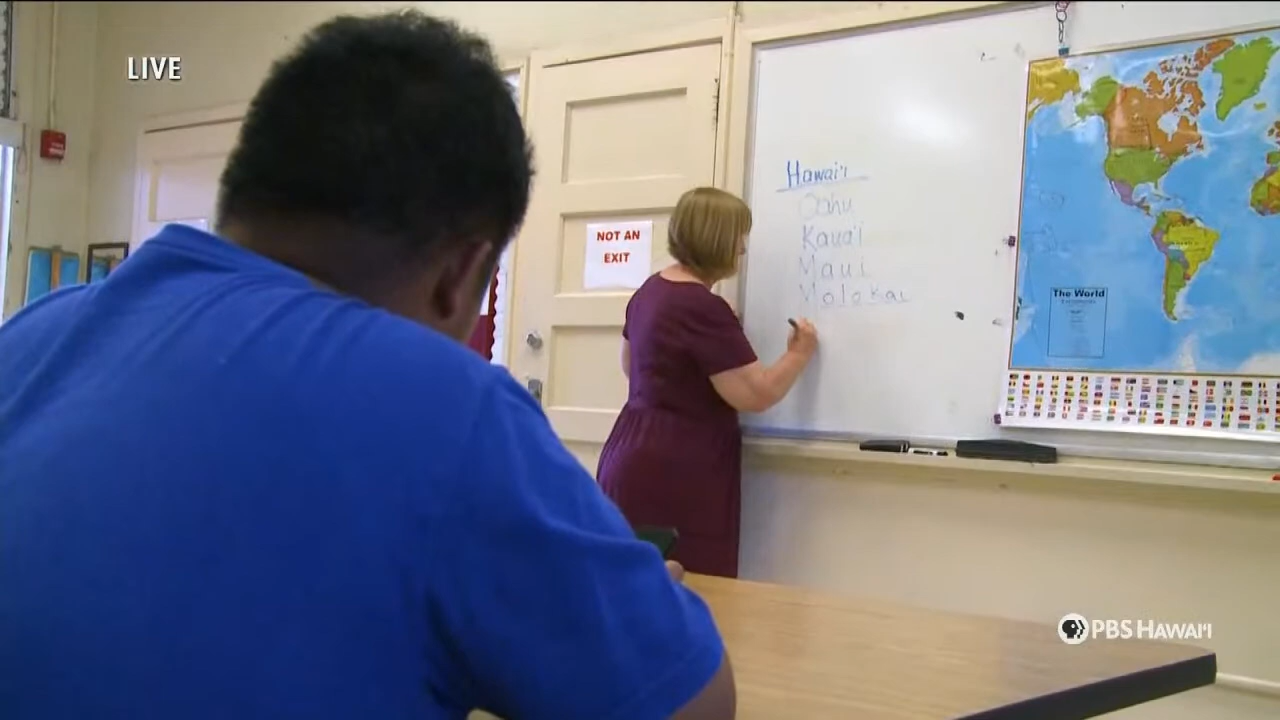 LIVE
NOT AN
EXIT
Hawai'i
Oahu
Kaua'i
Maui
Molokai
The World
PBS HAWAI'I